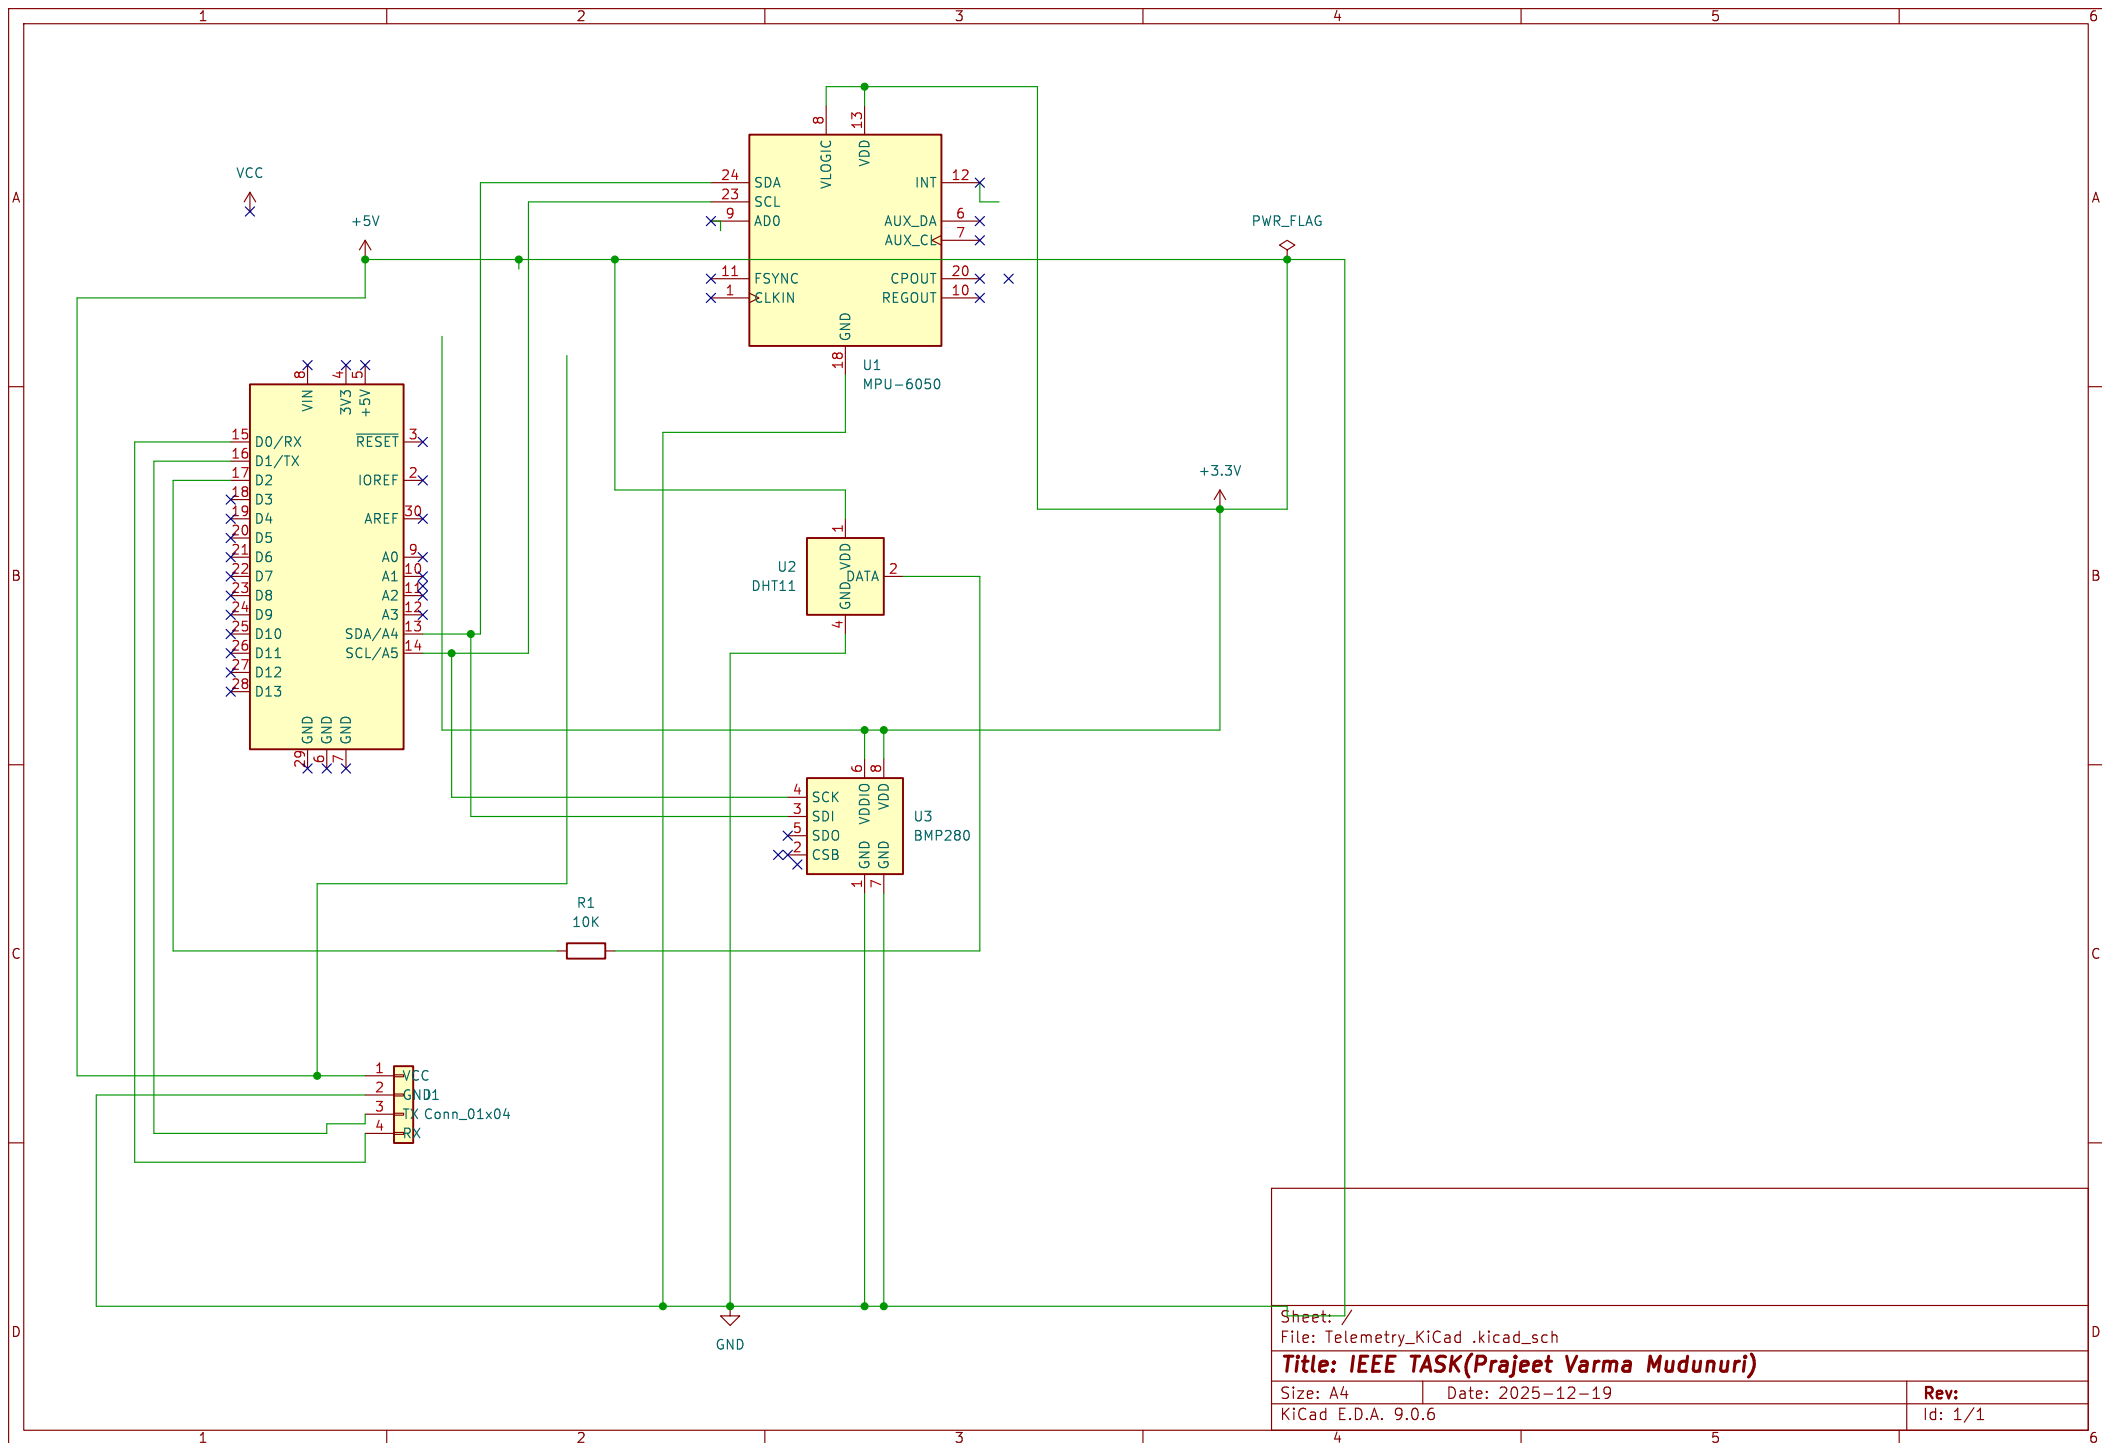 1 2 3 4 5 6
A A
B B
C C
D D
1 2 3 4 5 6
VCC
+5V
PWR_FLAG
+3.3V
GND
8 VLOGIC
13 VDD
24 SDA
23 SCL
9 AD0
11 FSYNC
1 CLKIN
INT 12
AUX_DA 6
AUX_CL 7
CPOUT 20
REGOUT 10
GND 18
U1
MPU-6050
8 VIN
4 3V3
5 +5V
15 D0/RX
16 D1/TX
17 D2
18 D3
19 D4
20 D5
21 D6
22 D7
23 D8
24 D9
25 D10
26 D11
27 D12
28 D13
RESET 3
IOREF 2
AREF 30
A0 9
A1 10
A2 11
A3 12
SDA/A4 13
SCL/A5 14
29 GND
6 GND
7 GND
U2
DHT11
1 VDD
DATA 2
GND 4
6 VDDIO
8 VDD
4 SCK
3 SDI
5 SDO
2 CSB
GND 1
GND 7
U3
BMP280
R1
10K
1 VCC
2 GND J1
3 TX Conn_01x04
4 RX
Sheet: /
File: Telemetry_KiCad .kicad_sch
Title: IEEE TASK(Prajeet Varma Mudunuri)
Size: A4 Date: 2025-12-19 Rev:
KiCad E.D.A. 9.0.6 Id: 1/1